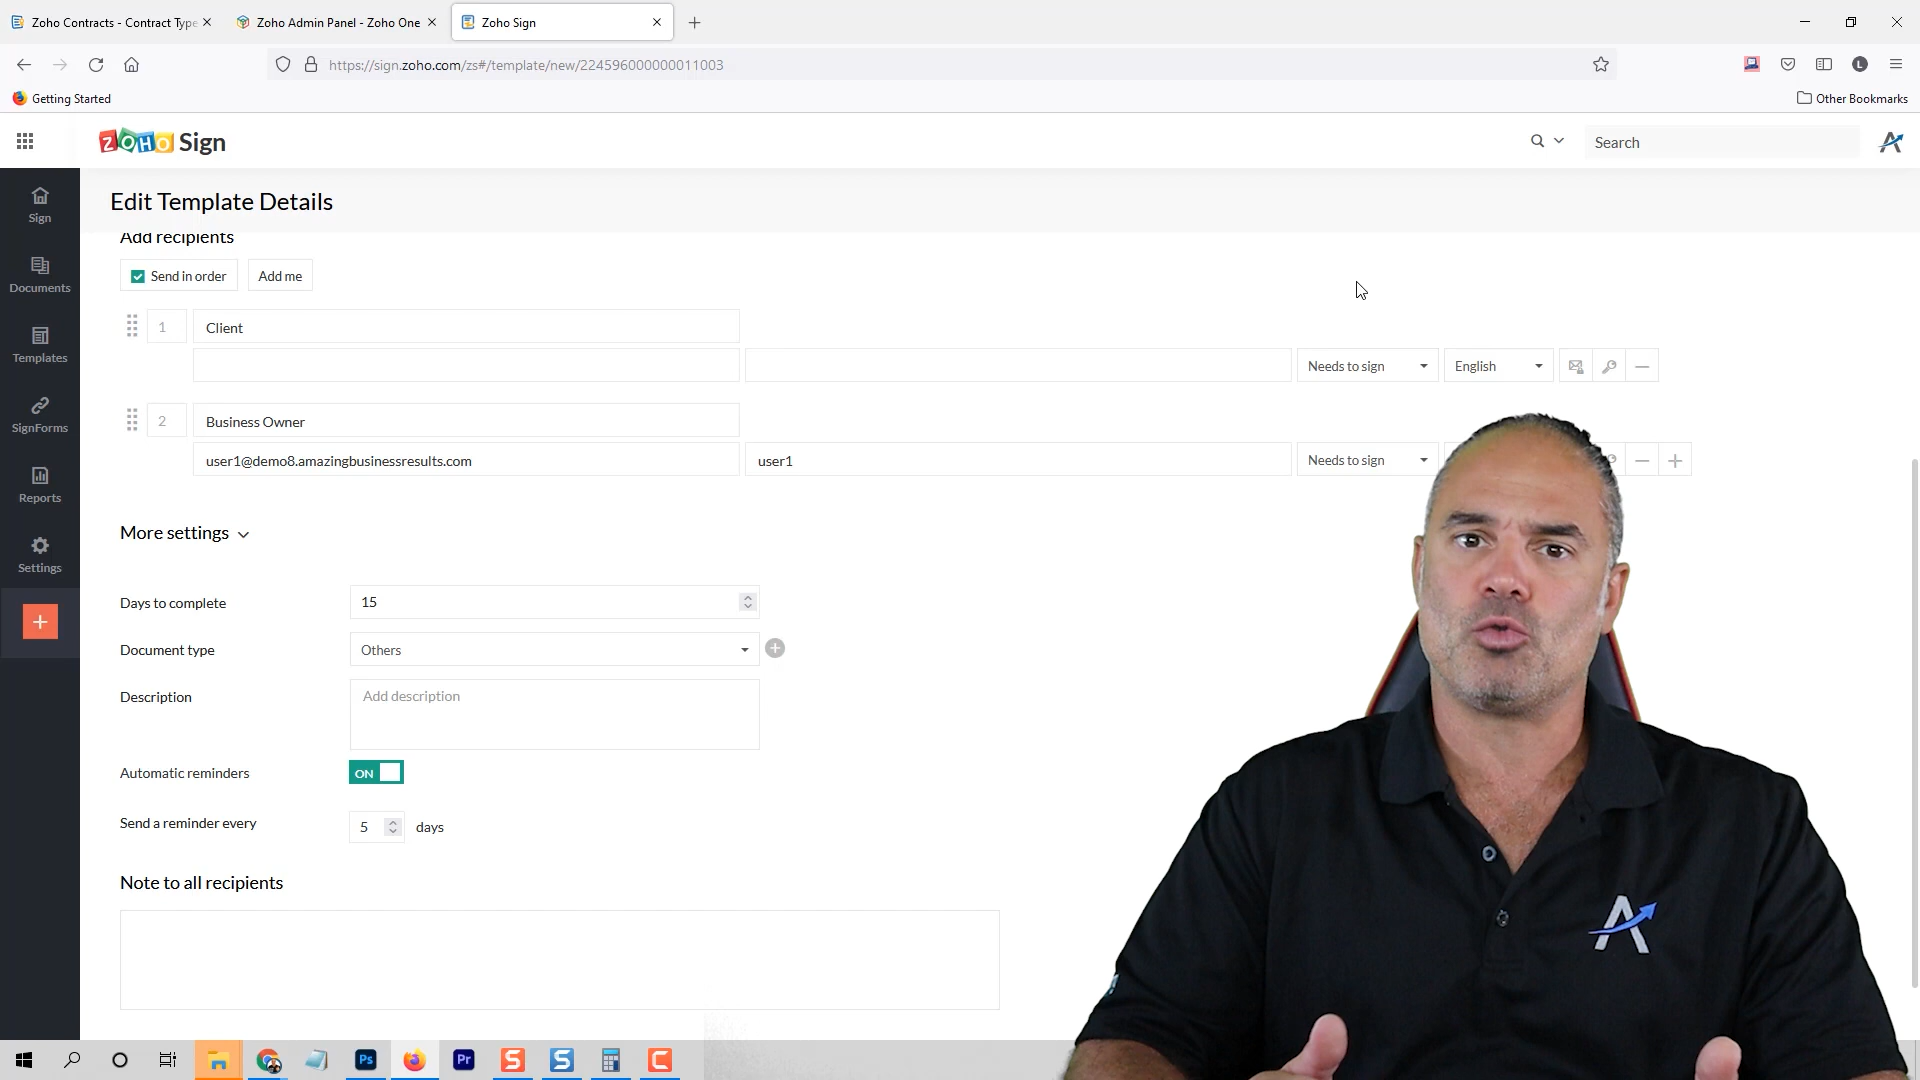 Zoho Contracts - Contract Type
Zoho Admin Panel - Zoho One
Zoho Sign
https://sign.zoho.com/zs#/template/new/224596000000011003
L
Getting Started
Other Bookmarks
ZOHO Sign
Search
Edit Template Details
Sign
Documents
Templates
SignForms
Reports
Settings
Add recipients
Send in order
Add me
1
Client
Needs to sign
English
2
Business Owner
user1@demo8.amazingbusinessresults.com
user1
Needs to sign
More settings
Days to complete
15
Document type
Others
Description
Add description
Automatic reminders
ON
Send a reminder every
5
days
Note to all recipients
Ps
Pr
S
S
C